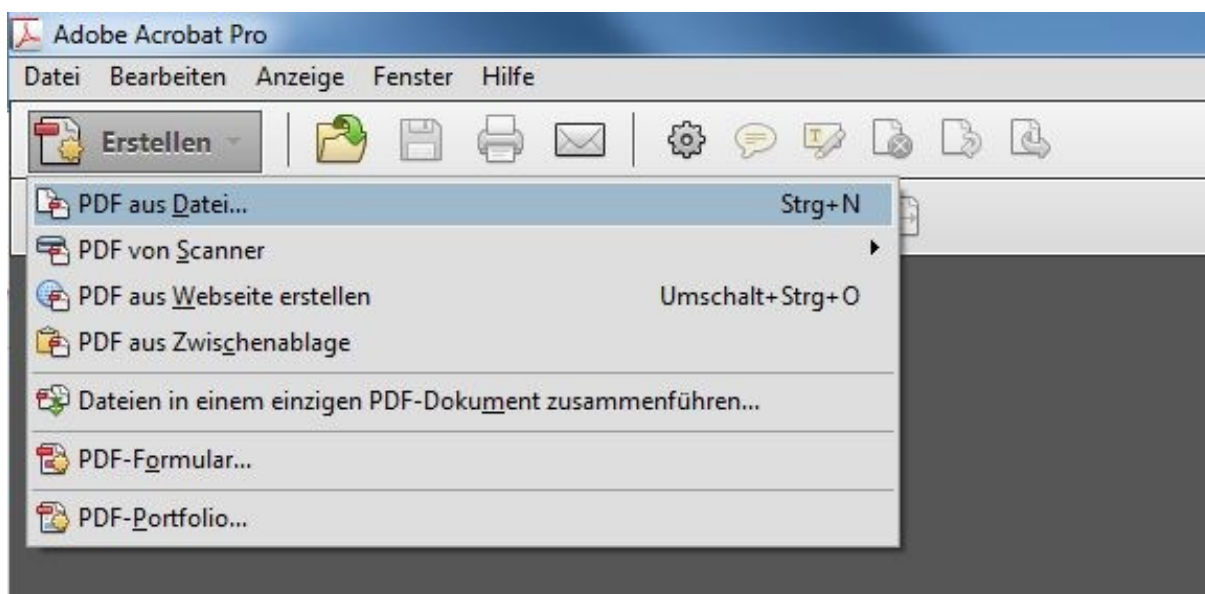 Adobe Acrobat Pro
Datei Bearbeiten Anzeige Fenster Hilfe
Erstellen
PDF aus Datei... Strg+N
PDF von Scanner
PDF aus Webseite erstellen Umschalt+Strg+O
PDF aus Zwischenablage
Dateien in einem einzigen PDF-Dokument zusammenführen...
PDF-Formular...
PDF-Portfolio...